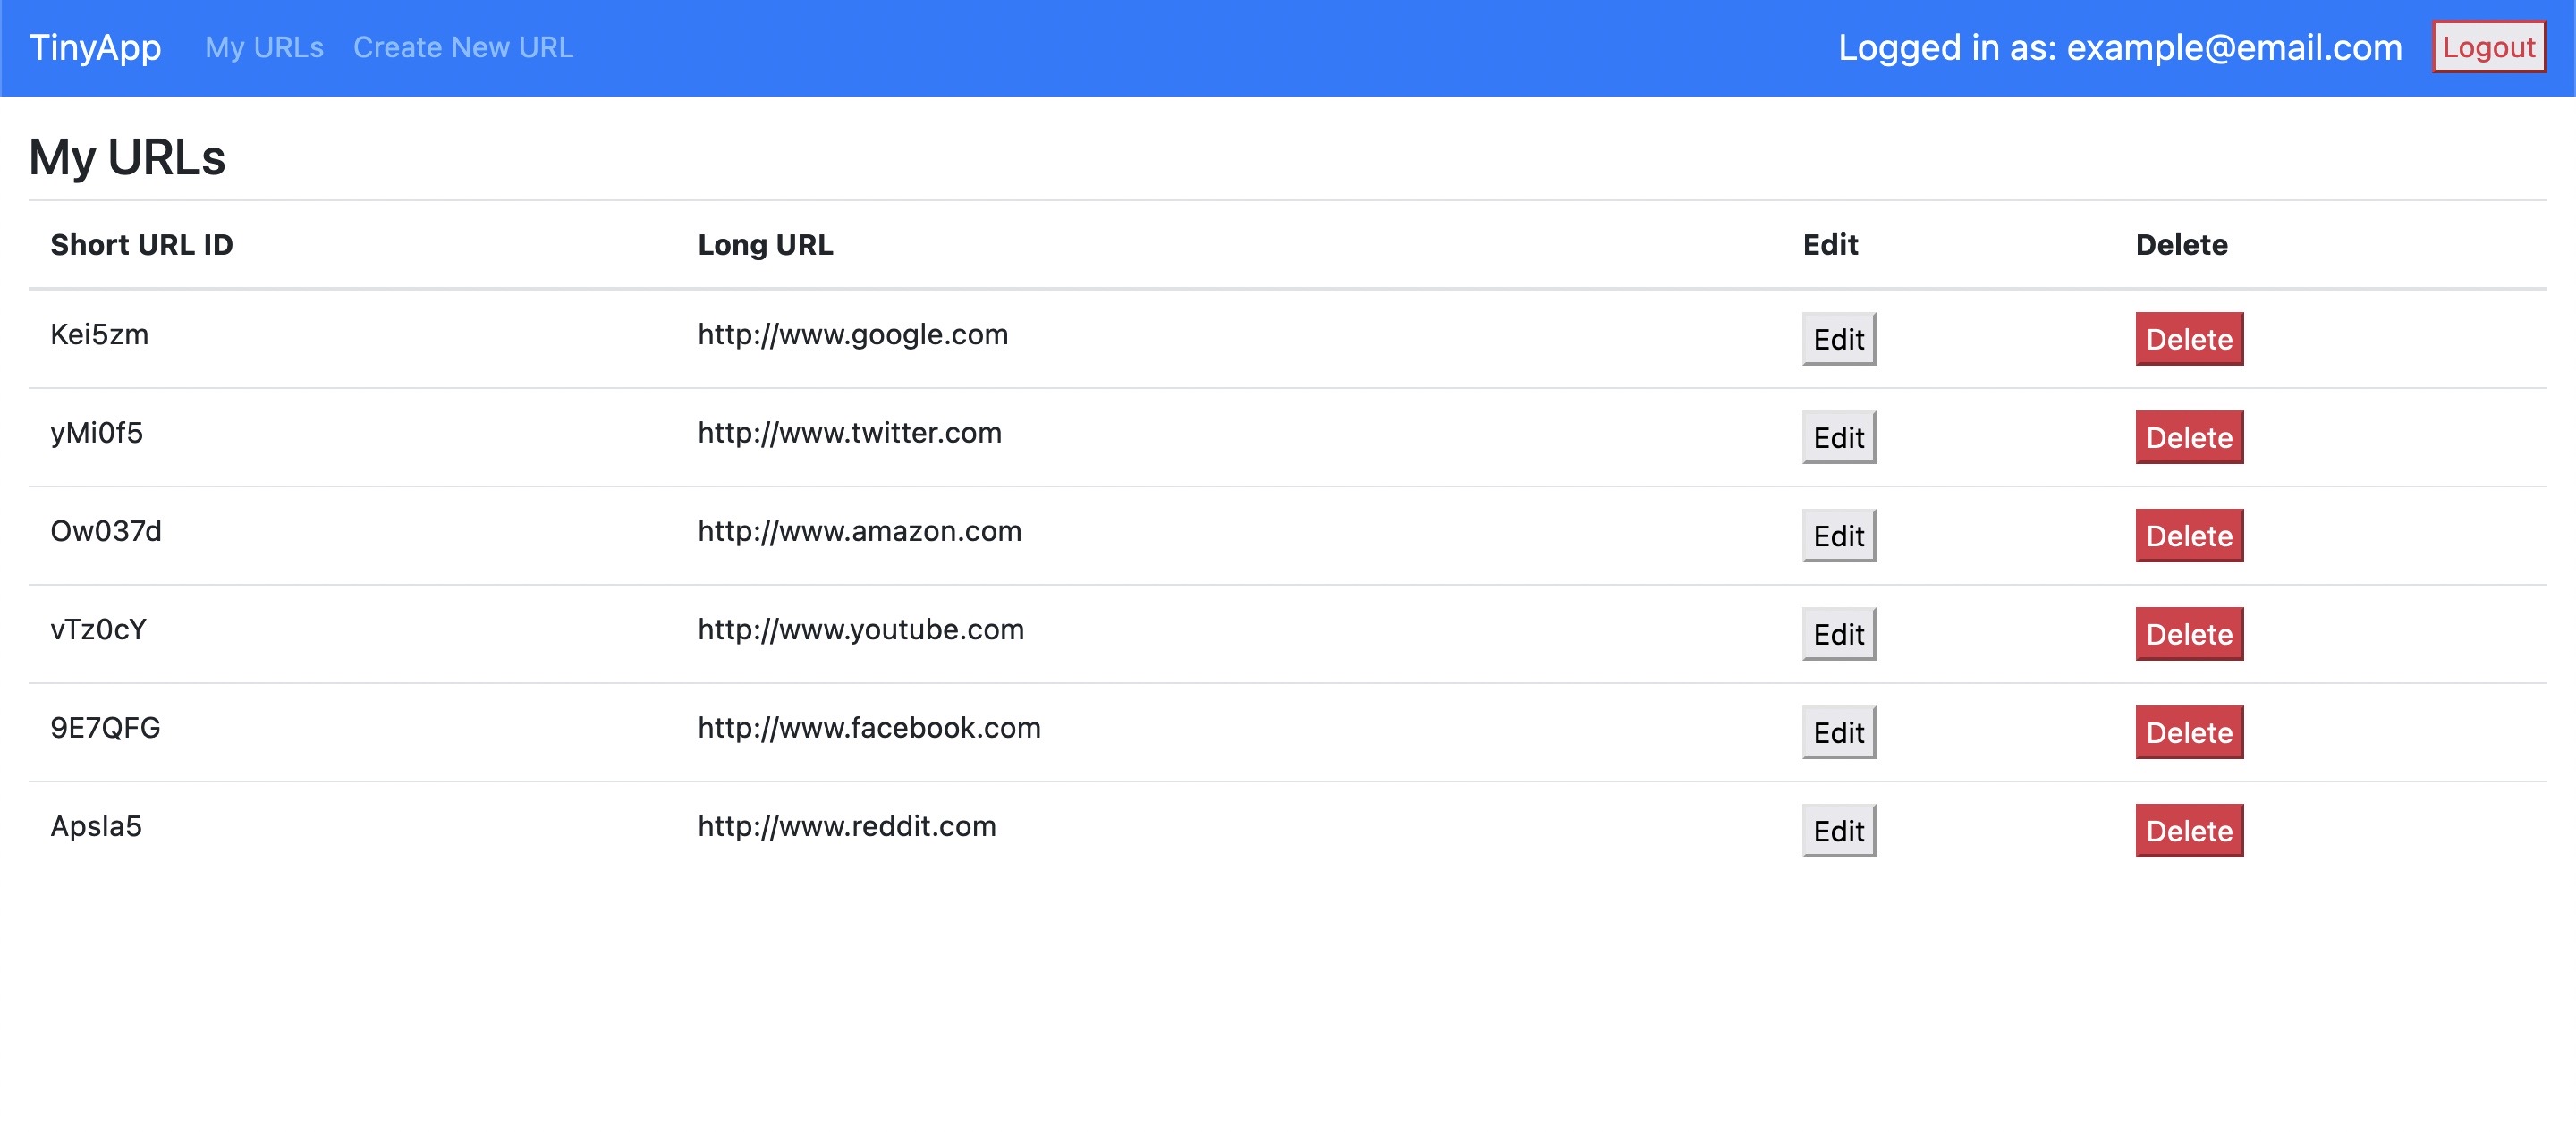 TinyApp My URLs Create New URL Logged in as: example@email.com Logout
My URLs
Short URL ID Long URL Edit Delete
Kei5zm http://www.google.com Edit Delete
yMi0f5 http://www.twitter.com Edit Delete
Ow037d http://www.amazon.com Edit Delete
vTz0cY http://www.youtube.com Edit Delete
9E7QFG http://www.facebook.com Edit Delete
Apsla5 http://www.reddit.com Edit Delete